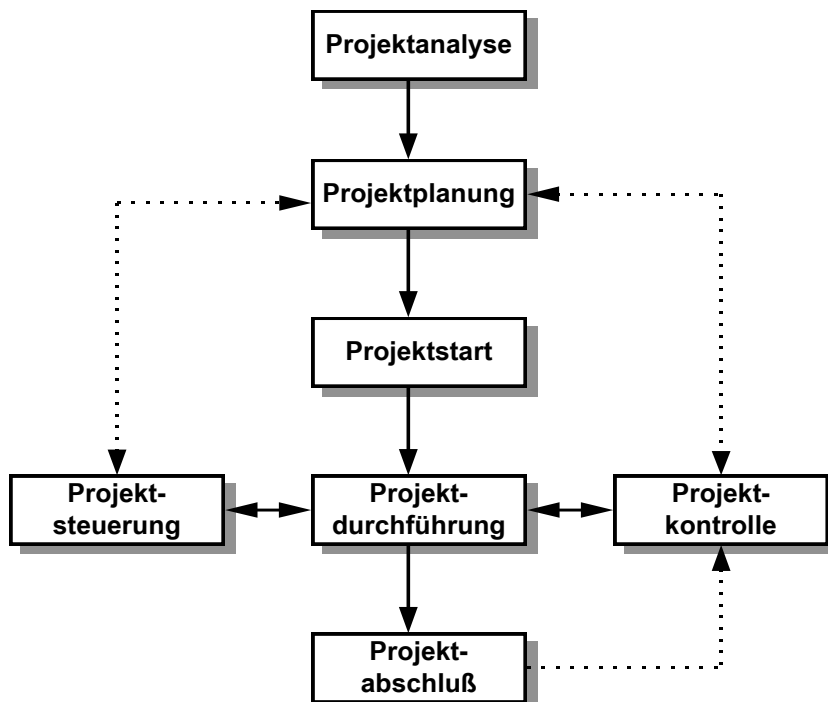 Projektanalyse
Projektplanung
Projektstart
Projekt-
steuerung
Projekt-
durchführung
Projekt-
kontrolle
Projekt-
abschluß